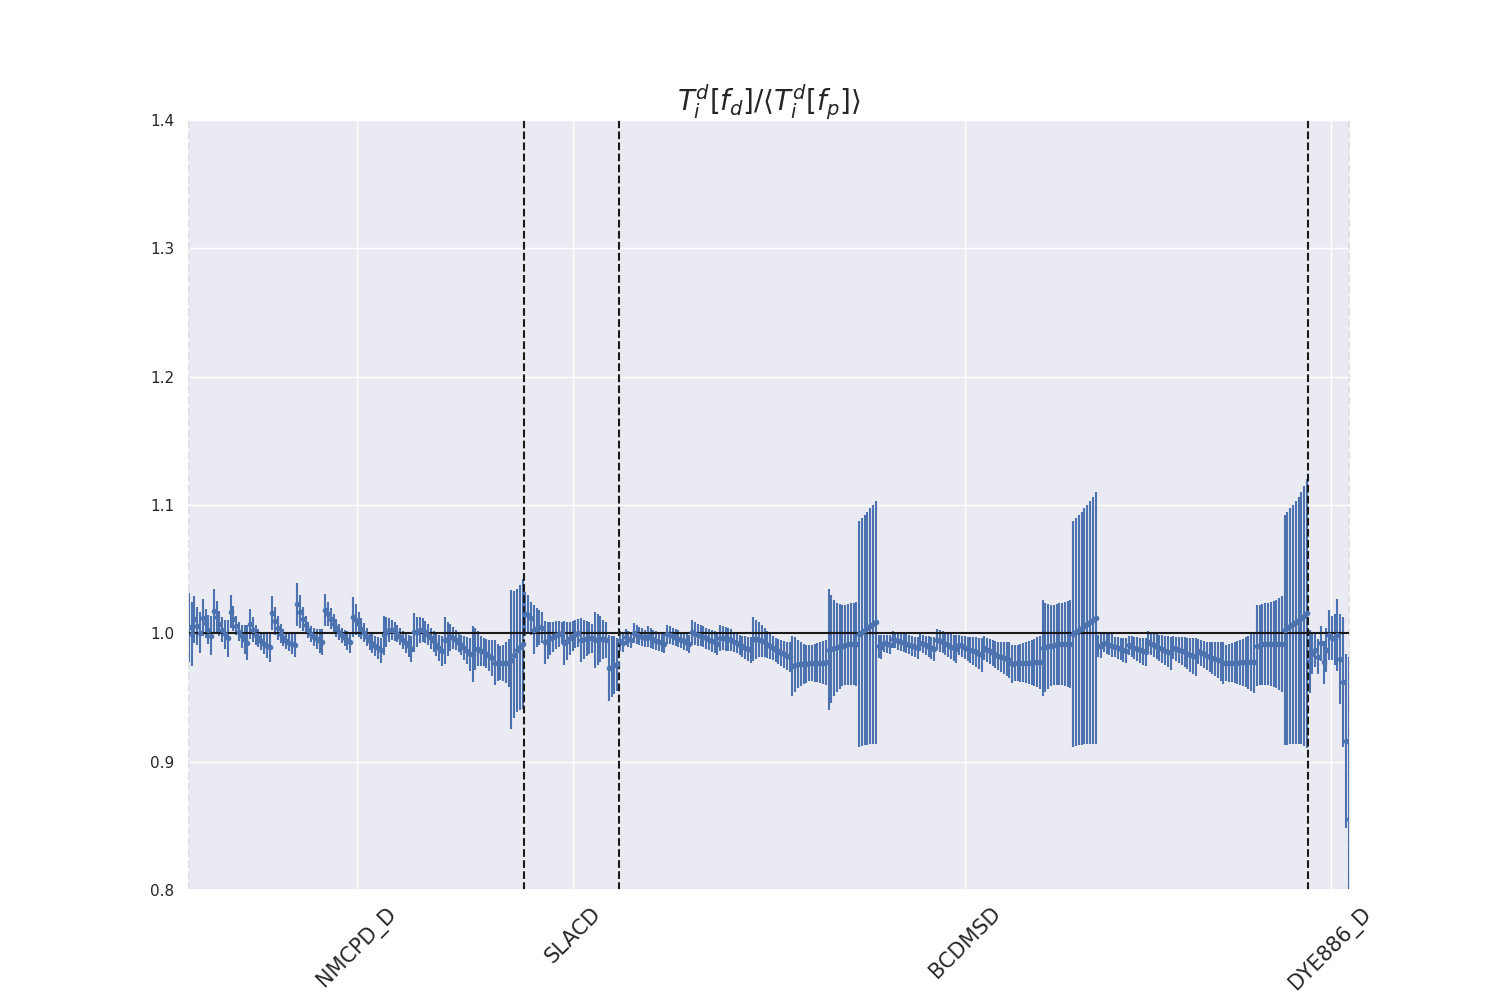 T_i^d[f_d]/⟨T_i^d[f_p]⟩
1.4
1.3
1.2
1.1
1.0
0.9
0.8
NMCPD_D
SLACD
BCDMSD
DYE886_D